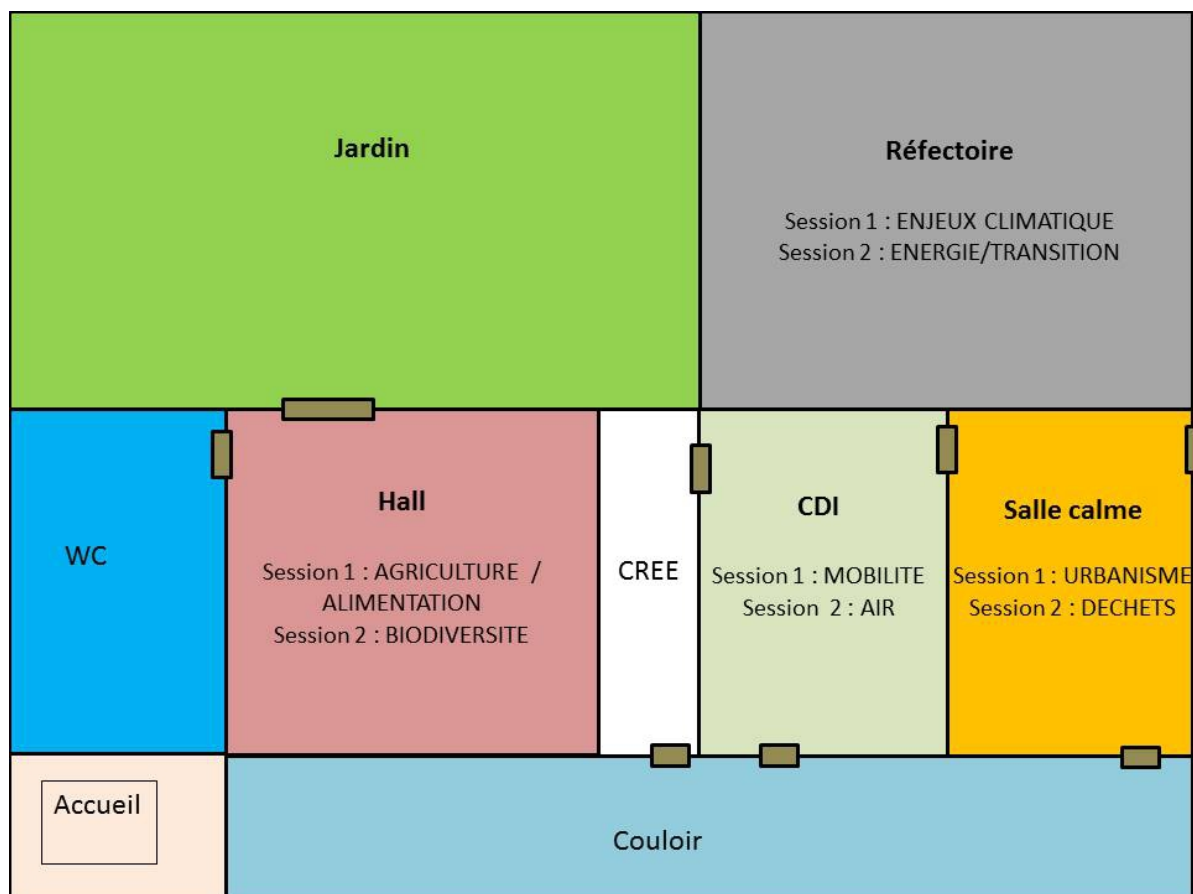 Jardin
Réfectoire
Session 1 : ENJEUX CLIMATIQUE
Session 2 : ENERGIE/TRANSITION
WC
Hall
Session 1 : AGRICULTURE /
ALIMENTATION
Session 2 : BIODIVERSITE
CREE
CDI
Session 1 : MOBILITE
Session 2 : AIR
Salle calme
Session 1 : URBANISME
Session 2 : DECHETS
Accueil
Couloir